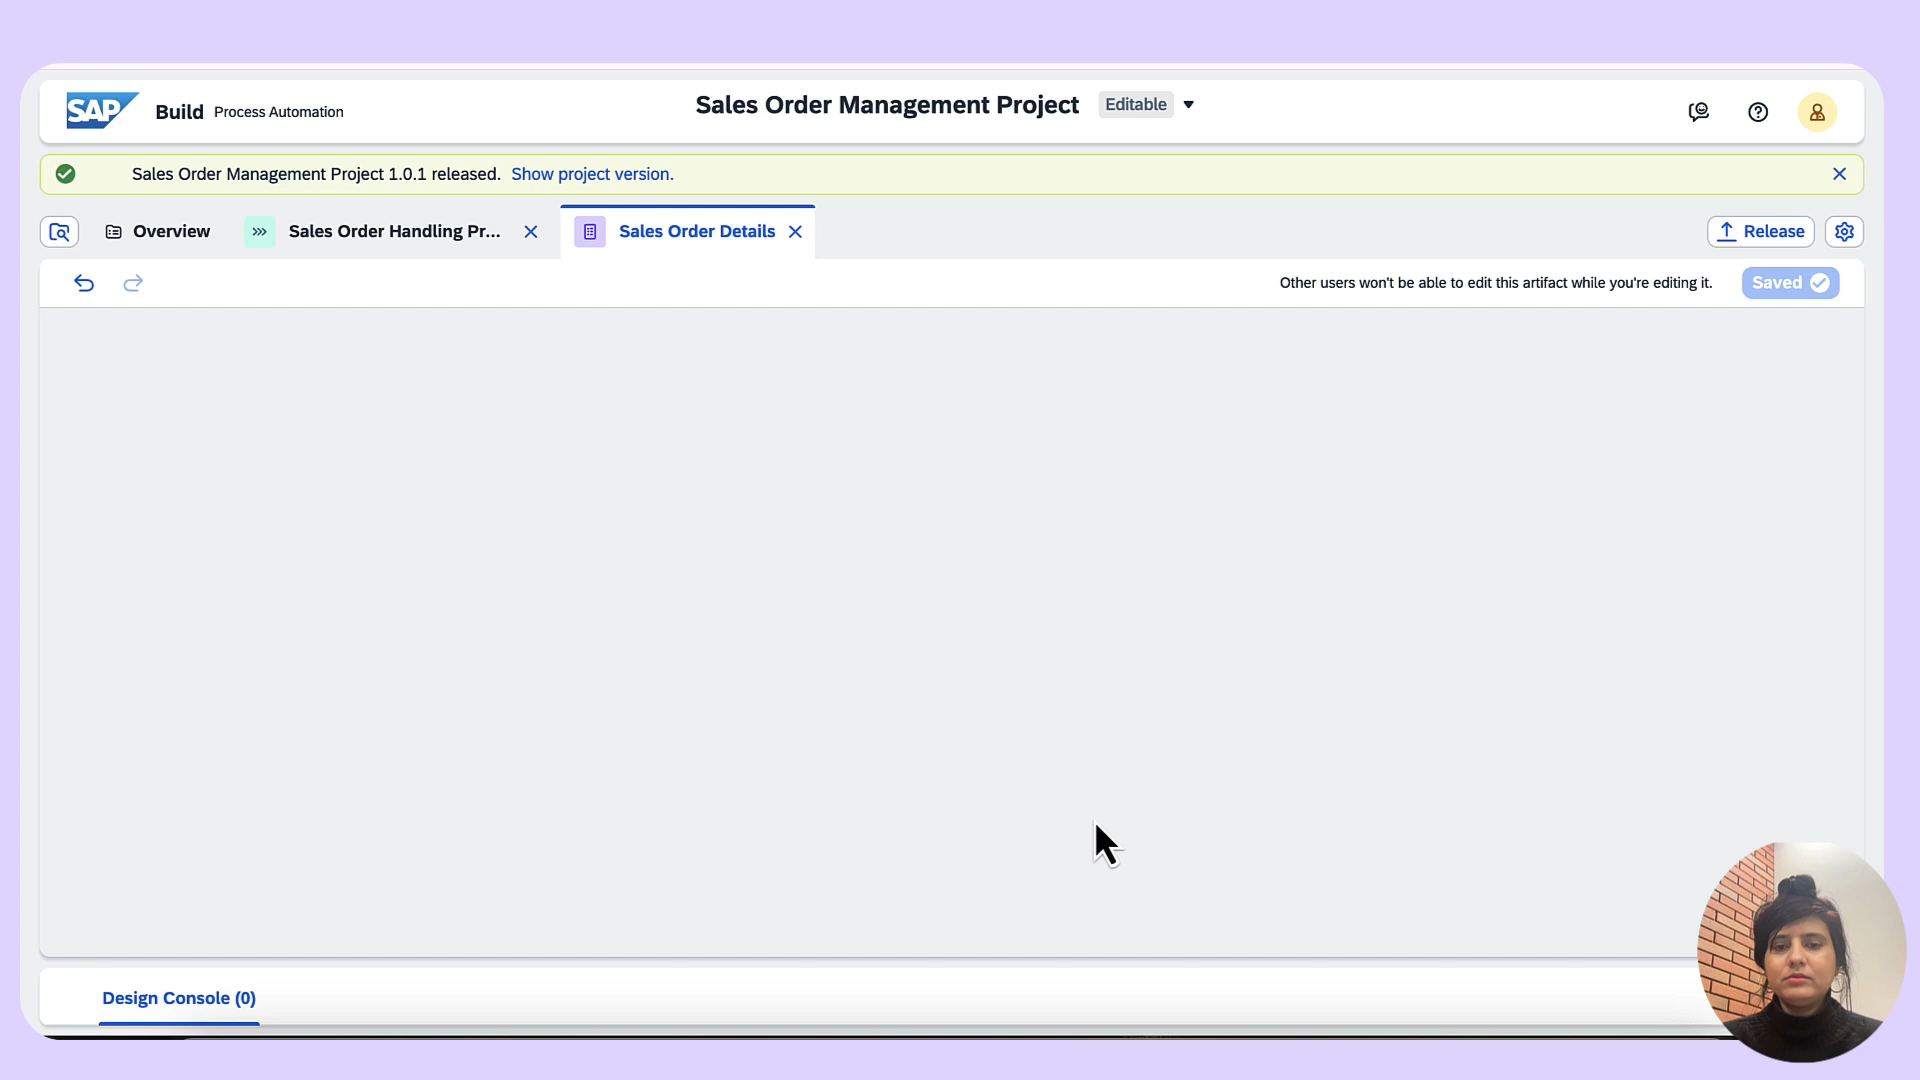 SAP Build Process Automation
Sales Order Management Project Editable
Sales Order Management Project 1.0.1 released. Show project version.
Overview
Sales Order Handling Pr...
Sales Order Details
Release
Other users won't be able to edit this artifact while you're editing it.
Saved
Design Console (0)